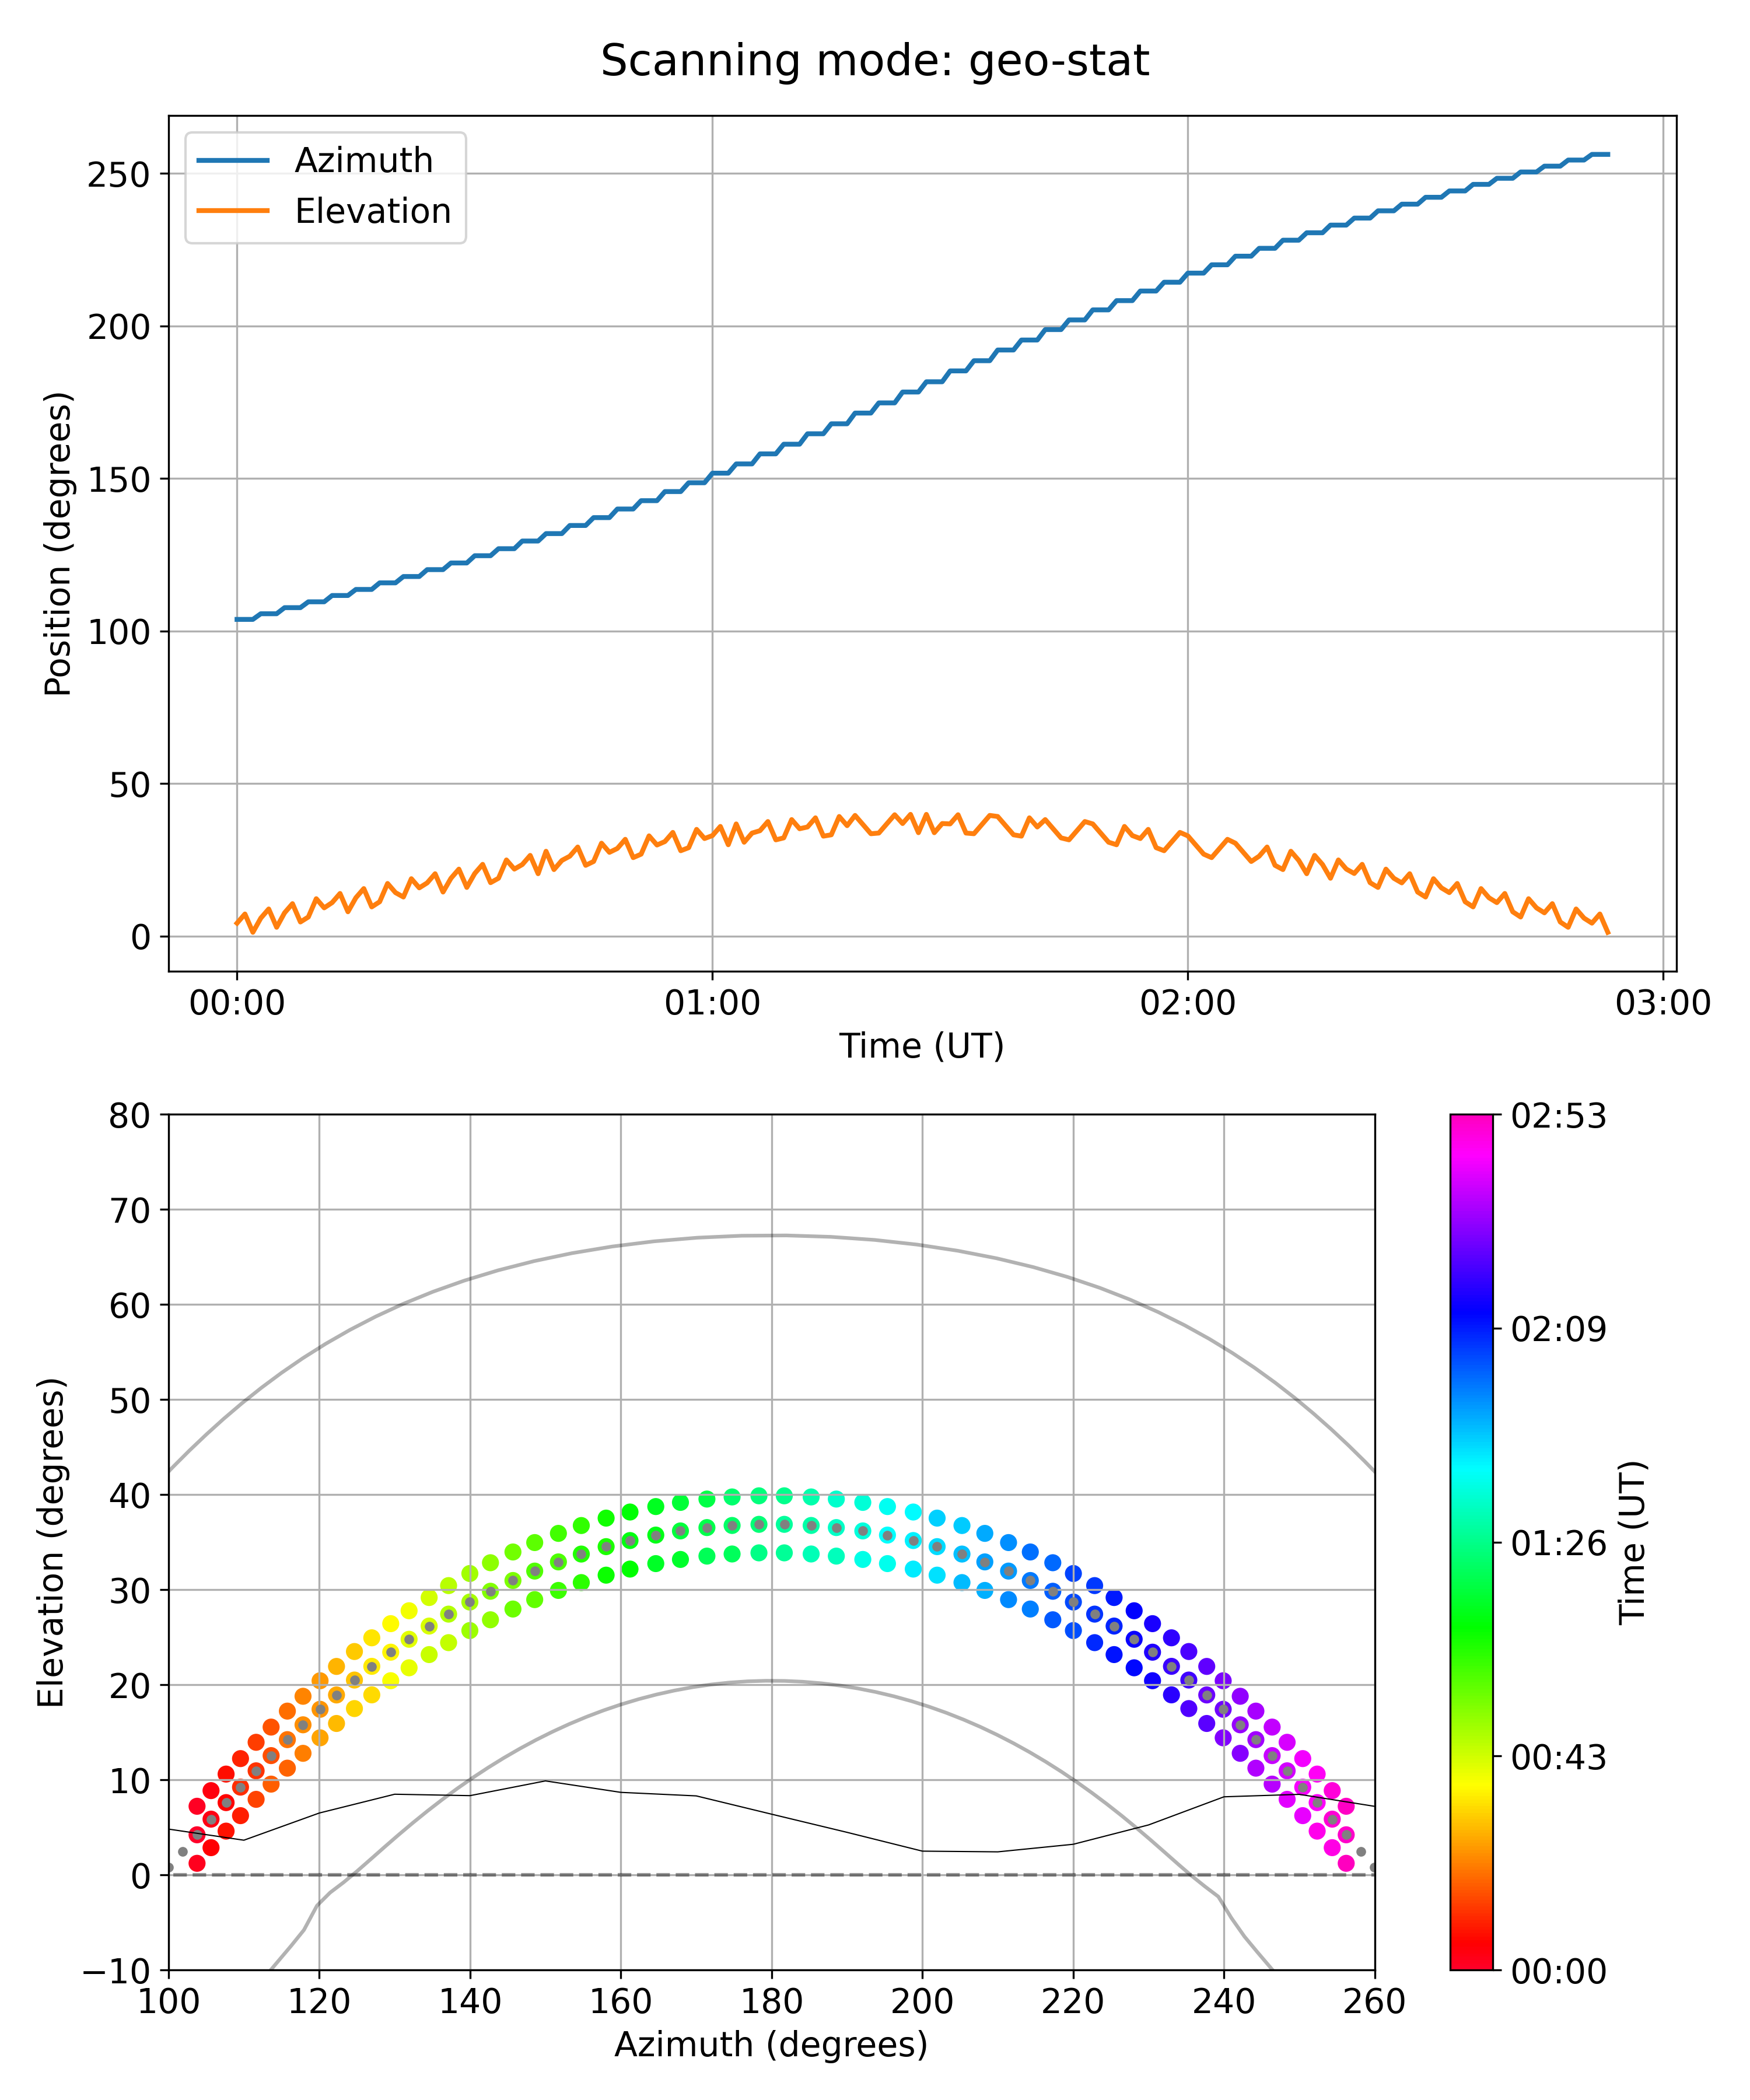 Scanning mode: geo-stat
Azimuth
Elevation
Position (degrees)
250
200
150
100
50
0
00:00 01:00 02:00 03:00
Time (UT)
Elevation (degrees)
80
70
60
50
40
30
20
10
0
−10
100 120 140 160 180 200 220 240 260
Azimuth (degrees)
02:53
02:09
01:26
00:43
00:00
Time (UT)